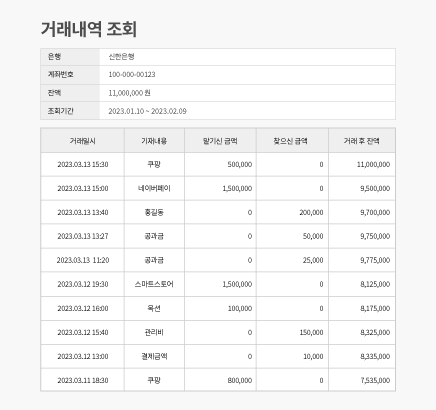 거래내역 조회
은행 신한은행
계좌번호 100-000-00123
잔액 11,000,000 원
조회기간 2023.01.10 ~ 2023.02.09
거래일시 기재내용 맡기신 금액 찾으신 금액 거래 후 잔액
2023.03.13 15:30 쿠팡 500,000 0 11,000,000
2023.03.13 15:00 네이버페이 1,500,000 0 9,500,000
2023.03.13 13:40 홍길동 0 200,000 9,700,000
2023.03.13 13:27 공과금 0 50,000 9,750,000
2023.03.13 11:20 공과금 0 25,000 9,775,000
2023.03.12 19:30 스마트스토어 1,500,000 0 8,125,000
2023.03.12 16:00 옥션 100,000 0 8,175,000
2023.03.12 15:40 관리비 0 150,000 8,325,000
2023.03.12 13:00 결제금액 0 10,000 8,335,000
2023.03.11 18:30 쿠팡 800,000 0 7,535,000